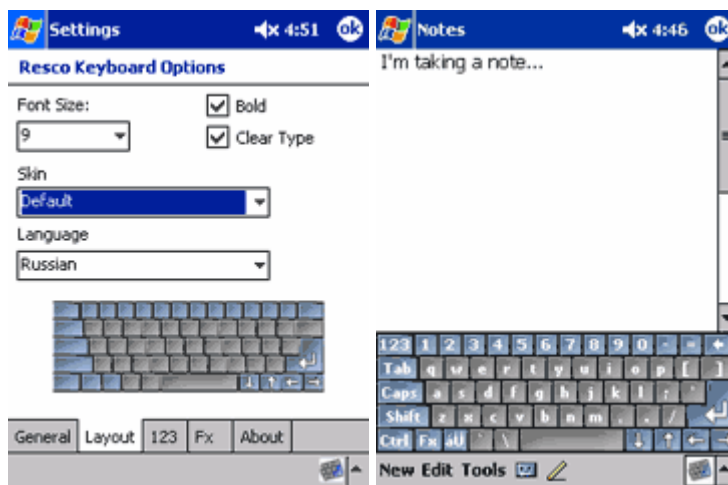 Settings 4:51 ok
Resco Keyboard Options
Font Size:
Bold
9
Clear Type
Skin
Default
Language
Russian
General Layout 123 Fx About
Notes 4:46 ok
I'm taking a note...
123 1 2 3 4 5 6 7 8 9 0 - =
Tab q w e r t y u i o p [ ]
Caps a s d f g h j k l ; '
Shift z x c v b n m , . /
Ctrl Fx áü ` \
New Edit Tools